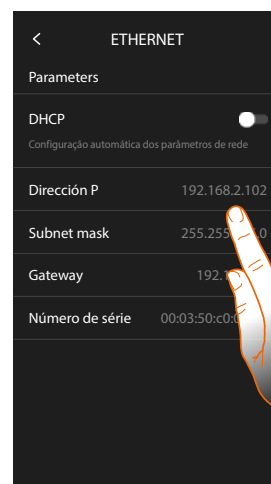 < ETHERNET
Parameters
DHCP
Configuração automática dos parâmetros de rede
Dirección P 192.168.2.102
Subnet mask 255.255
Gateway 192.
Número de série 00:03:50:c0: